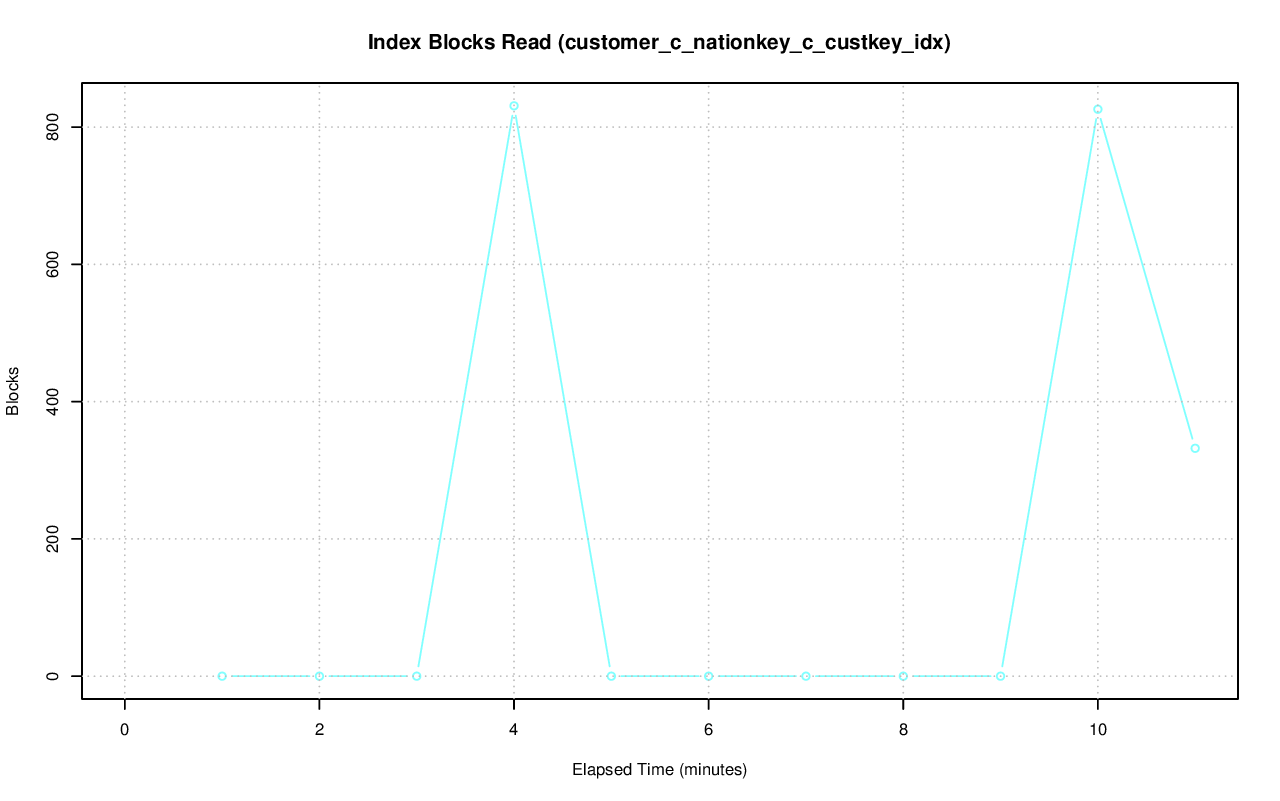 Index Blocks Read (customer_c_nationkey_c_custkey_idx)
Blocks
800
600
400
200
0
0 2 4 6 8 10
Elapsed Time (minutes)